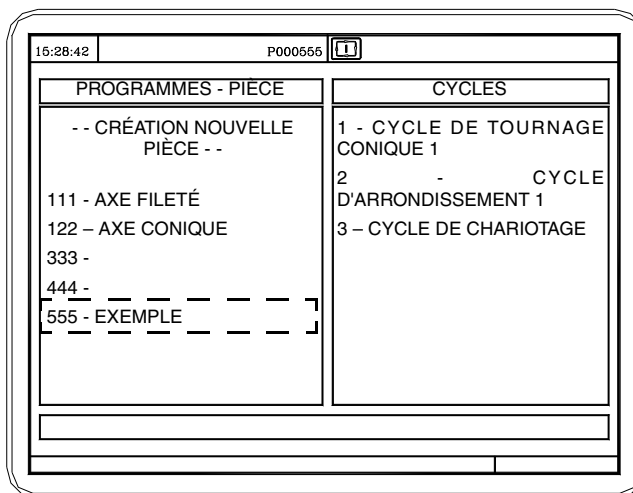 15:28:42
P000555
PROGRAMMES - PIÈCE
- - CRÉATION NOUVELLE
PIÈCE - -
111 - AXE FILETÉ
122 – AXE CONIQUE
333 -
444 -
555 - EXEMPLE
CYCLES
1 - CYCLE DE TOURNAGE
CONIQUE 1
2 - CYCLE
D'ARRONDISSEMENT 1
3 – CYCLE DE CHARIOTAGE